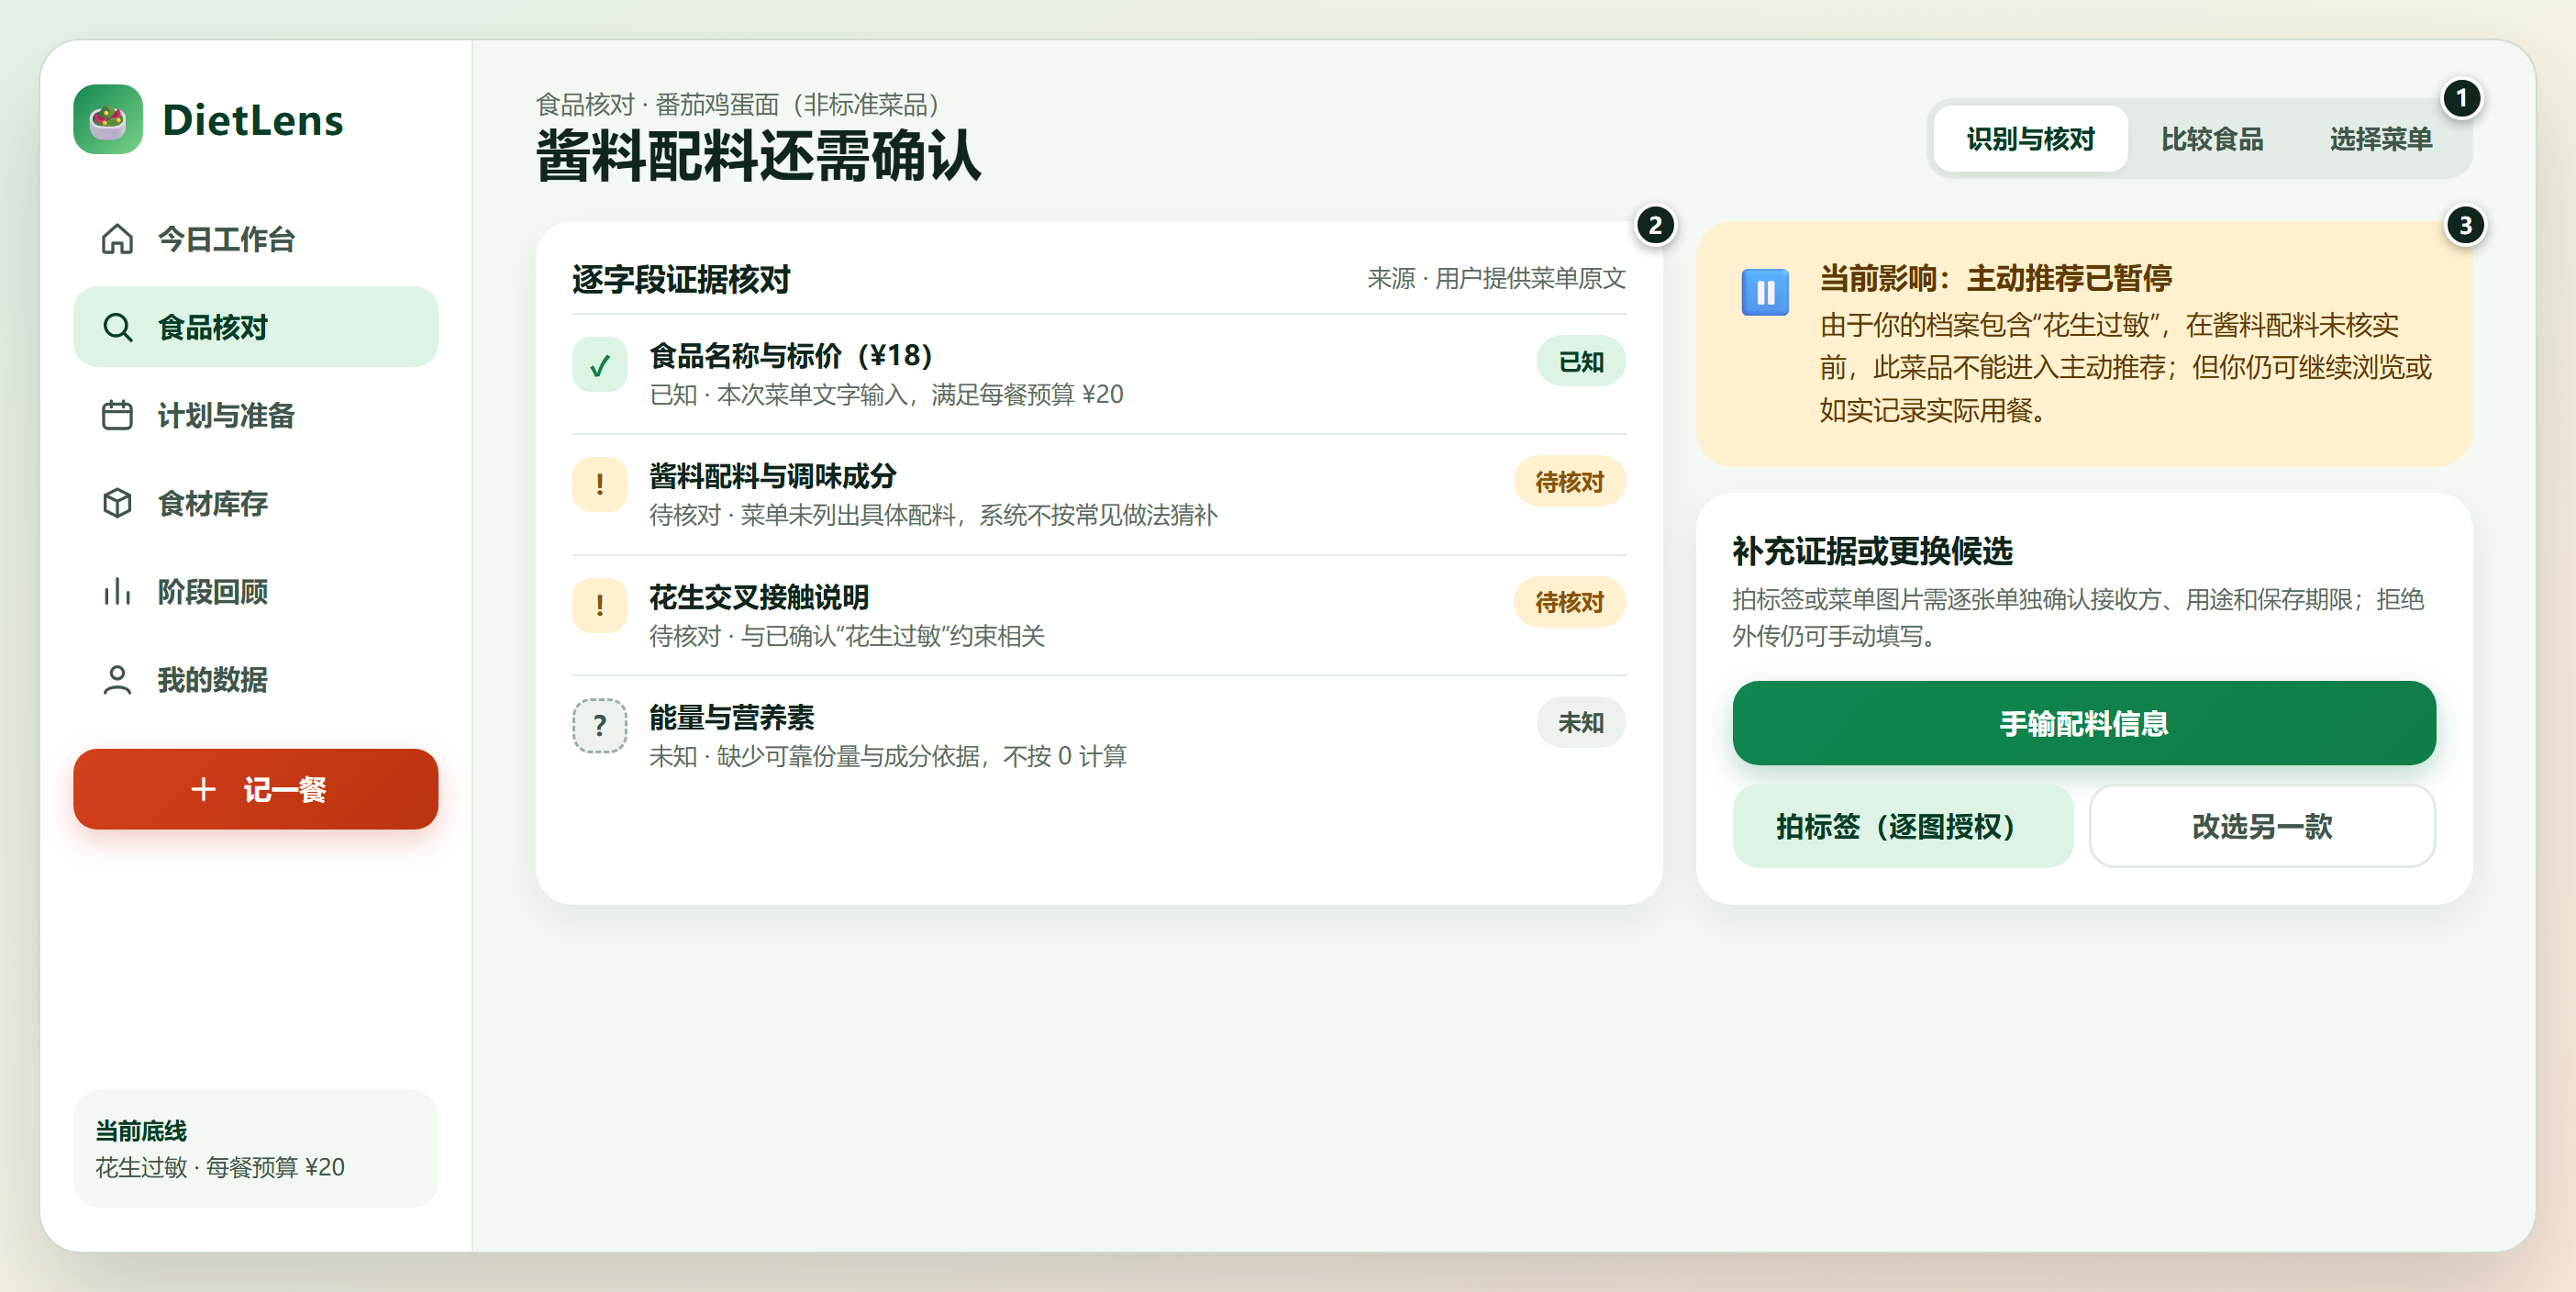 DietLens
今日工作台
食品核对
计划与准备
食材库存
阶段回顾
我的数据
+ 记一餐
当前底线
花生过敏 · 每餐预算 ¥20
食品核对 · 番茄鸡蛋面（非标准菜品）
酱料配料还需确认
1
识别与核对 比较食品 选择菜单
2
逐字段证据核对 来源 · 用户提供菜单原文
✓ 食品名称与标价（¥18） 已知
已知 · 本次菜单文字输入，满足每餐预算 ¥20
! 酱料配料与调味成分 待核对
待核对 · 菜单未列出具体配料，系统不按常见做法猜补
! 花生交叉接触说明 待核对
待核对 · 与已确认“花生过敏”约束相关
? 能量与营养素 未知
未知 · 缺少可靠份量与成分依据，不按 0 计算
3
当前影响：主动推荐已暂停
由于你的档案包含“花生过敏”，在酱料配料未核实
前，此菜品不能进入主动推荐；但你仍可继续浏览或
如实记录实际用餐。
补充证据或更换候选
拍标签或菜单图片需逐张单独确认接收方、用途和保存期限；拒绝
外传仍可手动填写。
手输配料信息
拍标签（逐图授权） 改选另一款